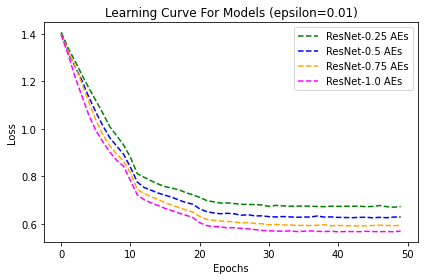 Learning Curve For Models (epsilon=0.01)
ResNet-0.25 AEs
ResNet-0.5 AEs
ResNet-0.75 AEs
ResNet-1.0 AEs
Loss
1.4
1.2
1.0
0.8
0.6
0
10
20
30
40
50
Epochs